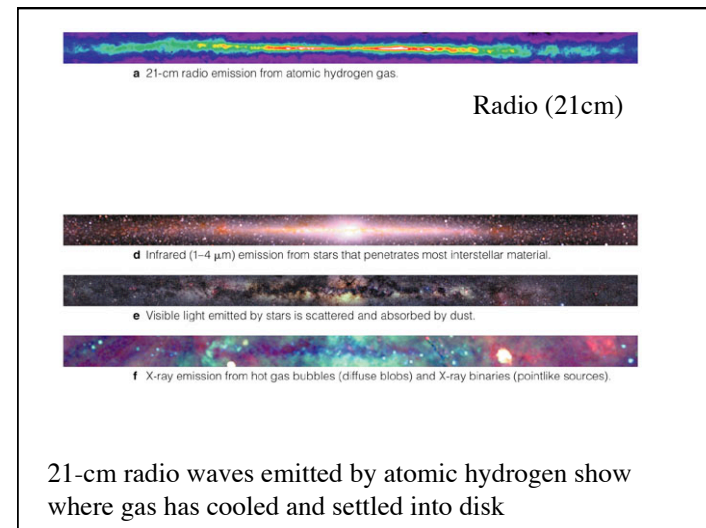 a 21-cm radio emission from atomic hydrogen gas.
Radio (21cm)
d Infrared (1–4 μm) emission from stars that penetrates most interstellar material.
e Visible light emitted by stars is scattered and absorbed by dust.
f X-ray emission from hot gas bubbles (diffuse blobs) and X-ray binaries (pointlike sources).
21-cm radio waves emitted by atomic hydrogen show
where gas has cooled and settled into disk